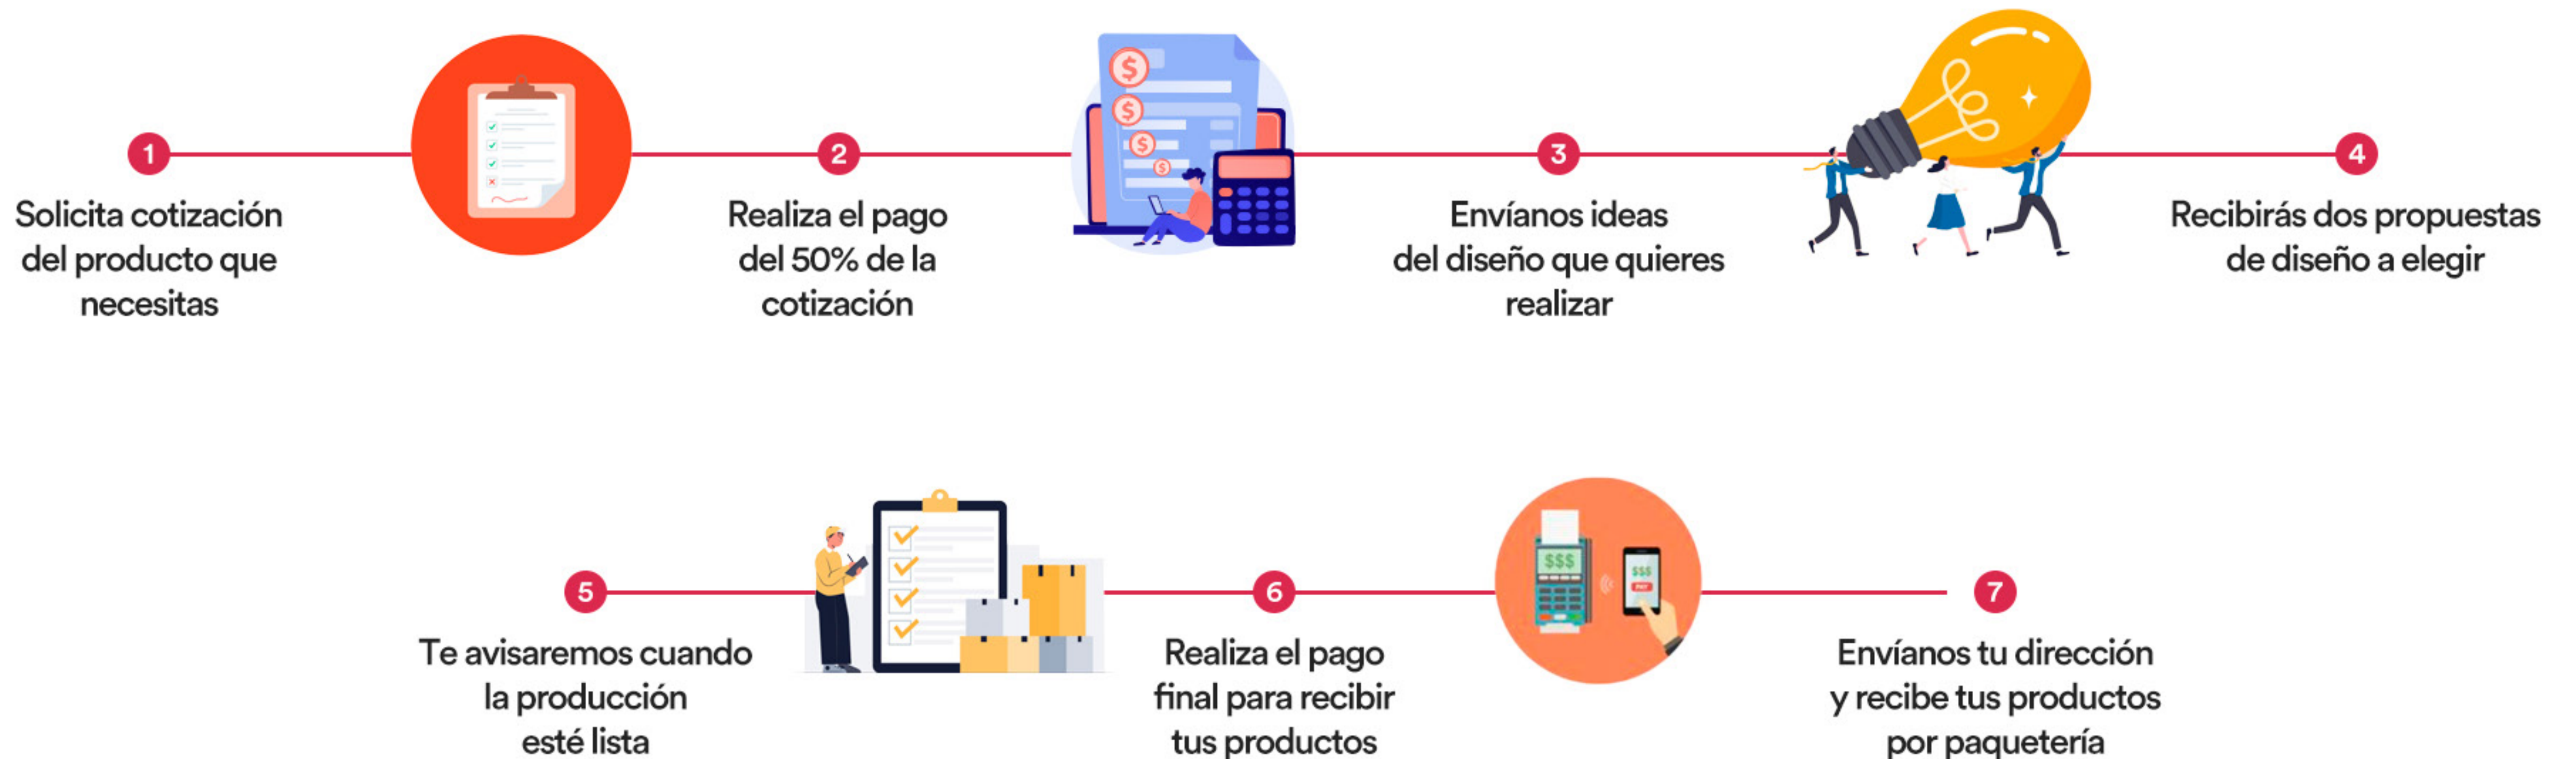 1
Solicita cotización
del producto que
necesitas
2
Realiza el pago
del 50% de la
cotización
$
$
$
$
3
Envíanos ideas
del diseño que quieres
realizar
4
Recibirás dos propuestas
de diseño a elegir
5
Te avisaremos cuando
la producción
esté lista
6
Realiza el pago
final para recibir
tus productos
$$$
$$$
PAY
7
Envíanos tu dirección
y recibe tus productos
por paquetería